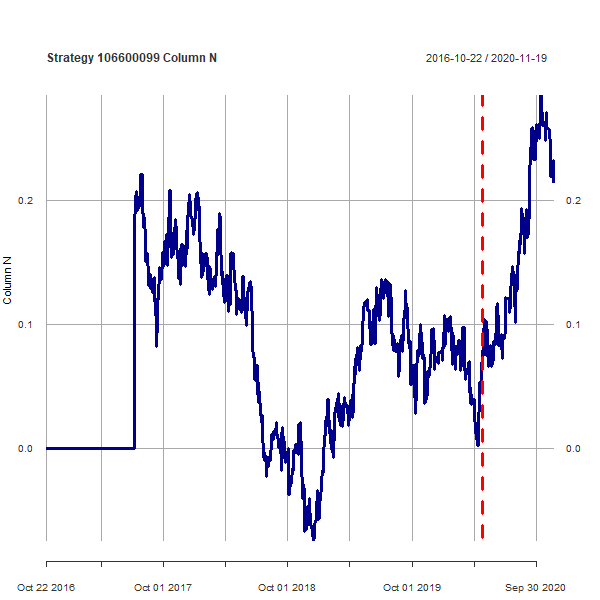 Strategy 106600099 Column N
2016-10-22 / 2020-11-19
Column N
0.2
0.2
0.1
0.1
0.0
0.0
Oct 22 2016
Oct 01 2017
Oct 01 2018
Oct 01 2019
Sep 30 2020